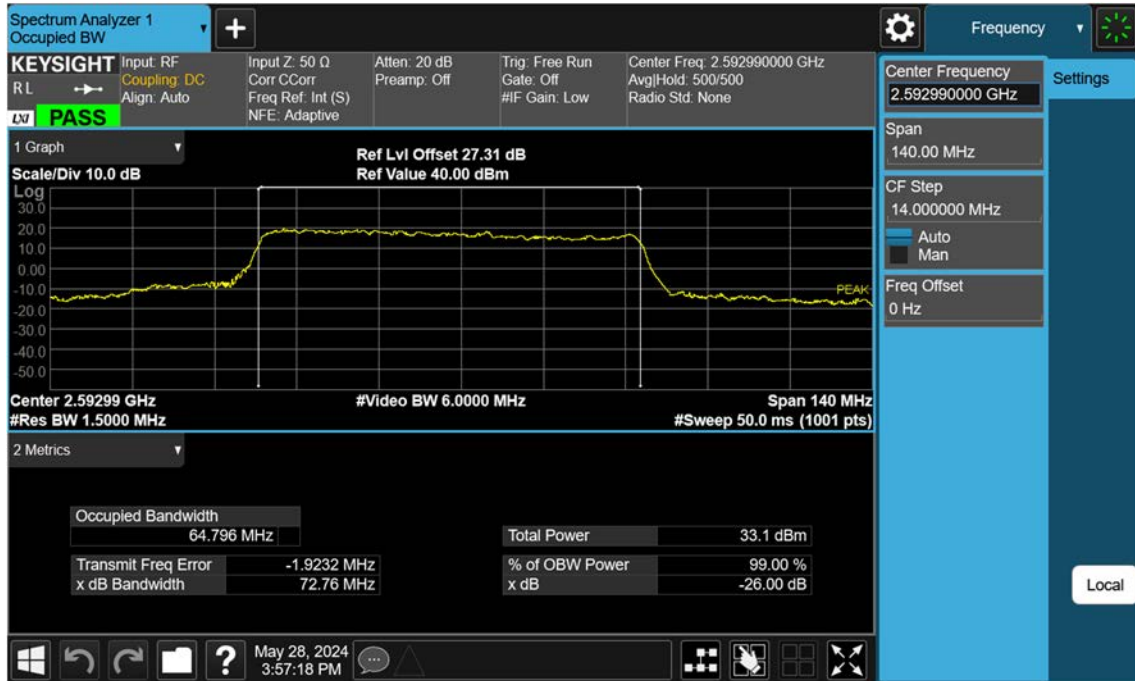 Spectrum Analyzer 1
Occupied BW
Frequency
KEYSIGHT
R L
LXI PASS
Input: RF
Coupling: DC
Align: Auto
Input Z: 50 Ω
Corr CCorr
Freq Ref: Int (S)
NFE: Adaptive
Atten: 20 dB
Preamp: Off
Trig: Free Run
Gate: Off
#IF Gain: Low
Center Freq: 2.592990000 GHz
Avg|Hold: 500/500
Radio Std: None
Center Frequency
2.592990000 GHz
Settings
Span
140.00 MHz
CF Step
14.000000 MHz
Auto
Man
Freq Offset
0 Hz
Local
1 Graph
Ref Lvl Offset 27.31 dB
Scale/Div 10.0 dB
Ref Value 40.00 dBm
Log
30.0
20.0
10.0
0.00
-10.0
PEAK
-20.0
-30.0
-40.0
-50.0
Center 2.59299 GHz
#Video BW 6.0000 MHz
Span 140 MHz
#Res BW 1.5000 MHz
#Sweep 50.0 ms (1001 pts)
2 Metrics
Occupied Bandwidth
64.796 MHz
Total Power 33.1 dBm
Transmit Freq Error -1.9232 MHz
% of OBW Power 99.00 %
x dB Bandwidth 72.76 MHz
x dB -26.00 dB
?
May 28, 2024
3:57:18 PM